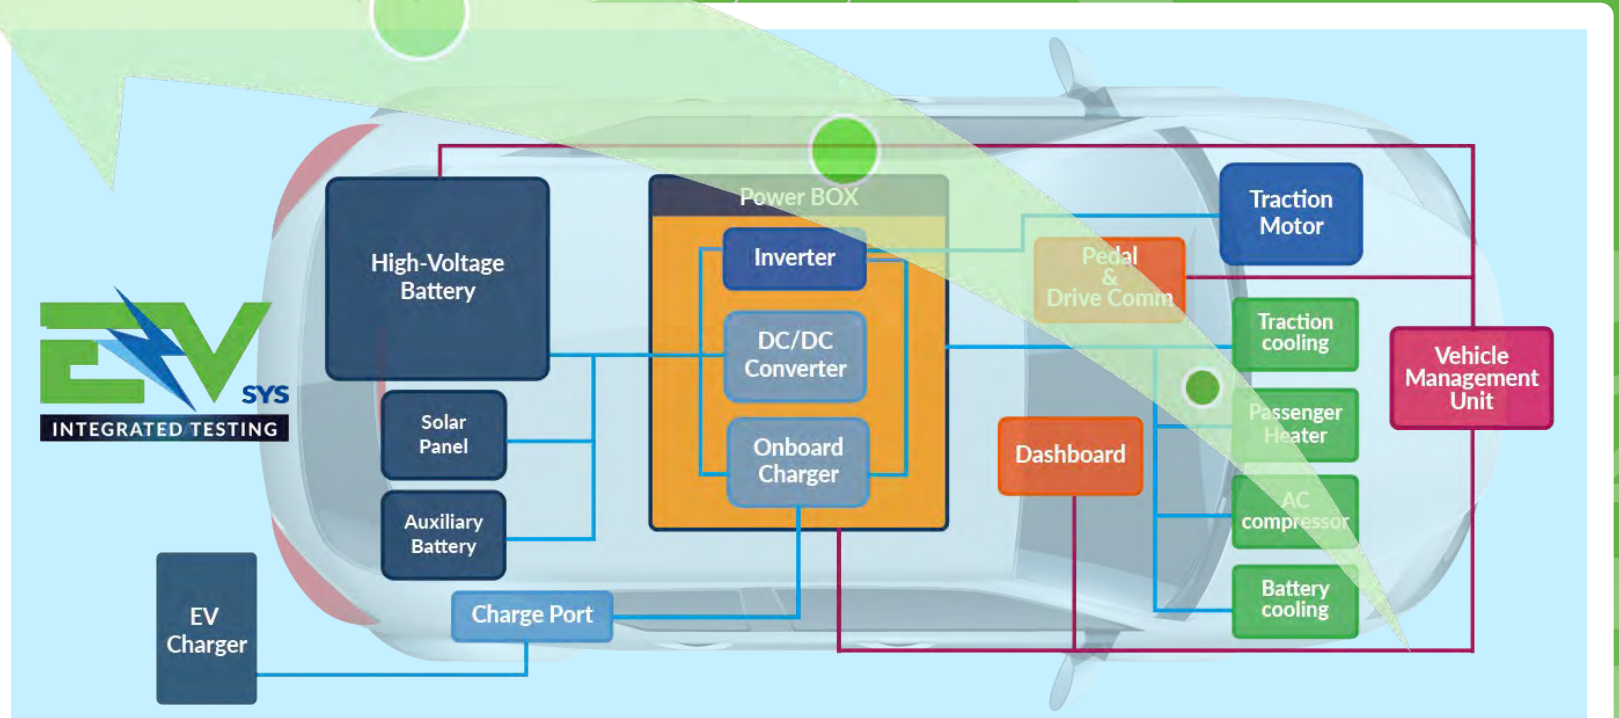 Power BOX
High-Voltage
Battery
Inverter
DC/DC
Converter
Onboard
Charger
Traction
Motor
Pedal
&
Drive Comm
Traction
cooling
Vehicle
Management
Unit
Passenger
Heater
AC
compressor
Battery
cooling
Dashboard
EV
SYS
INTEGRATED TESTING
Solar
Panel
Auxiliary
Battery
Charge Port
EV
Charger